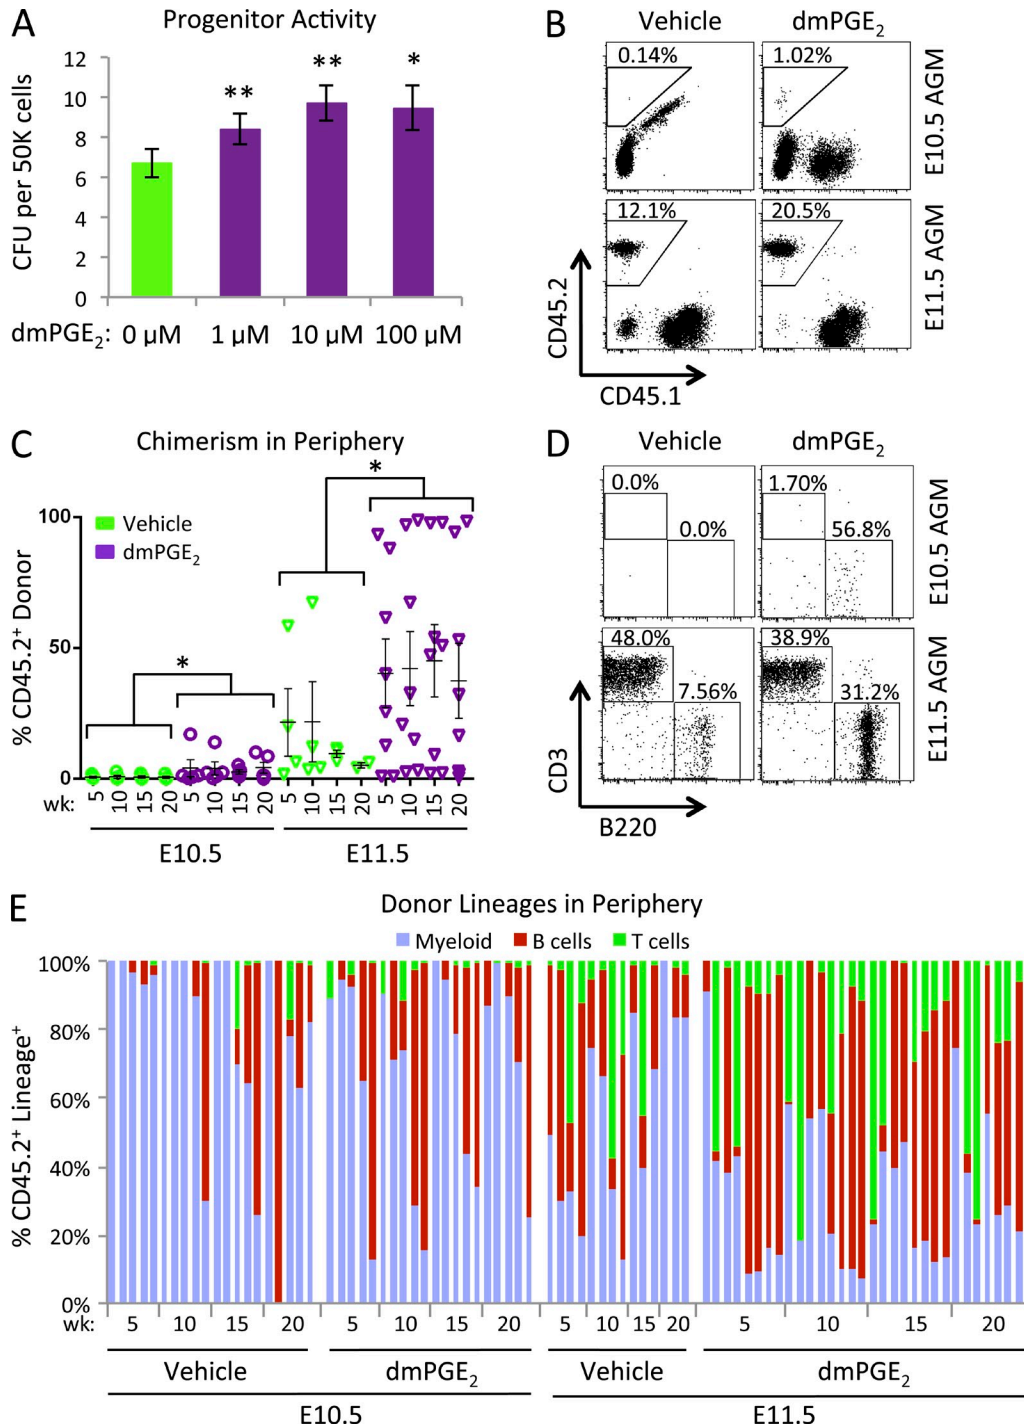 A
Progenitor Activity
CFU per 50K cells
12
10
8
6
4
2
0
**
**
*
dmPGE₂: 0 µM 1 µM 10 µM 100 µM
B
Vehicle dmPGE₂
0.14% 1.02%
E10.5 AGM
12.1% 20.5%
E11.5 AGM
CD45.2
CD45.1
C
Chimerism in Periphery
% CD45.2⁺ Donor
100
50
0
Vehicle
dmPGE₂
*
*
wk: 5 10 15 20 5 10 15 20 5 10 15 20 5 10 15 20
E10.5 E11.5
D
Vehicle dmPGE₂
0.0% 1.70%
0.0% 56.8%
E10.5 AGM
48.0% 38.9%
7.56% 31.2%
E11.5 AGM
CD3
B220
E
Donor Lineages in Periphery
Myeloid B cells T cells
% CD45.2⁺ Lineage⁺
100%
80%
60%
40%
20%
0%
wk: 5 10 15 20 5 10 15 20 5 10 15 20 5 10 15 20
Vehicle dmPGE₂ Vehicle dmPGE₂
E10.5 E11.5